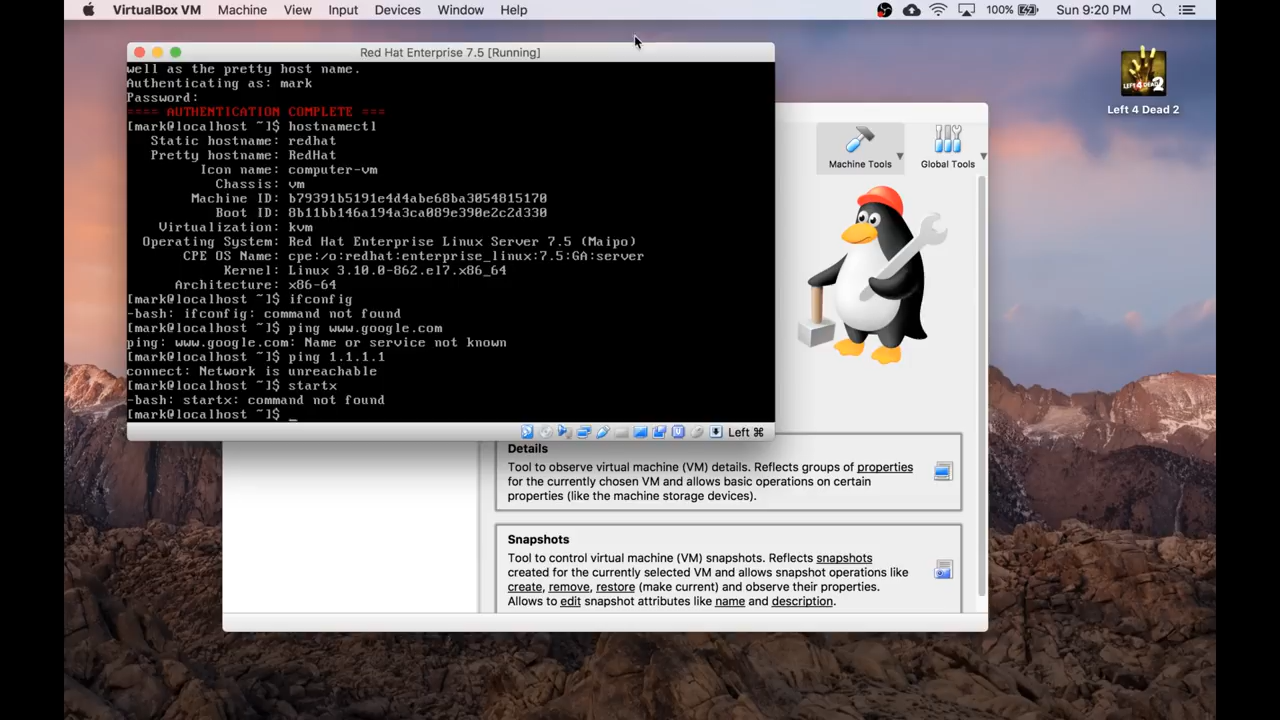 VirtualBox VM Machine View Input Devices Window Help 100% Sun 9:20 PM
Red Hat Enterprise 7.5 [Running]
well as the pretty host name.
Authenticating as: mark
Password:
==== AUTHENTICATION COMPLETE ===
[mark@localhost ~]$ hostnamectl
Static hostname: redhat
Pretty hostname: RedHat
Icon name: computer-vm
Chassis: vm
Machine ID: b79391b5191e4d4abe68ba3054815170
Boot ID: 8b11bb146a194a3ca089e390e2c2d330
Virtualization: kvm
Operating System: Red Hat Enterprise Linux Server 7.5 (Maipo)
CPE OS Name: cpe:/o:redhat:enterprise_linux:7.5:GA:server
Kernel: Linux 3.10.0-862.el7.x86_64
Architecture: x86-64
[mark@localhost ~]$ ifconfig
-bash: ifconfig: command not found
[mark@localhost ~]$ ping www.google.com
ping: www.google.com: Name or service not known
[mark@localhost ~]$ ping 1.1.1.1
connect: Network is unreachable
[mark@localhost ~]$ startx
-bash: startx: command not found
[mark@localhost ~]$ _
Left ⌘
Machine Tools
Global Tools
LEFT 4 DEAD 2
Left 4 Dead 2
Details
Tool to observe virtual machine (VM) details. Reflects groups of properties
for the currently chosen VM and allows basic operations on certain
properties (like the machine storage devices).
Snapshots
Tool to control virtual machine (VM) snapshots. Reflects snapshots
created for the currently selected VM and allows snapshot operations like
create, remove, restore (make current) and observe their properties.
Allows to edit snapshot attributes like name and description.